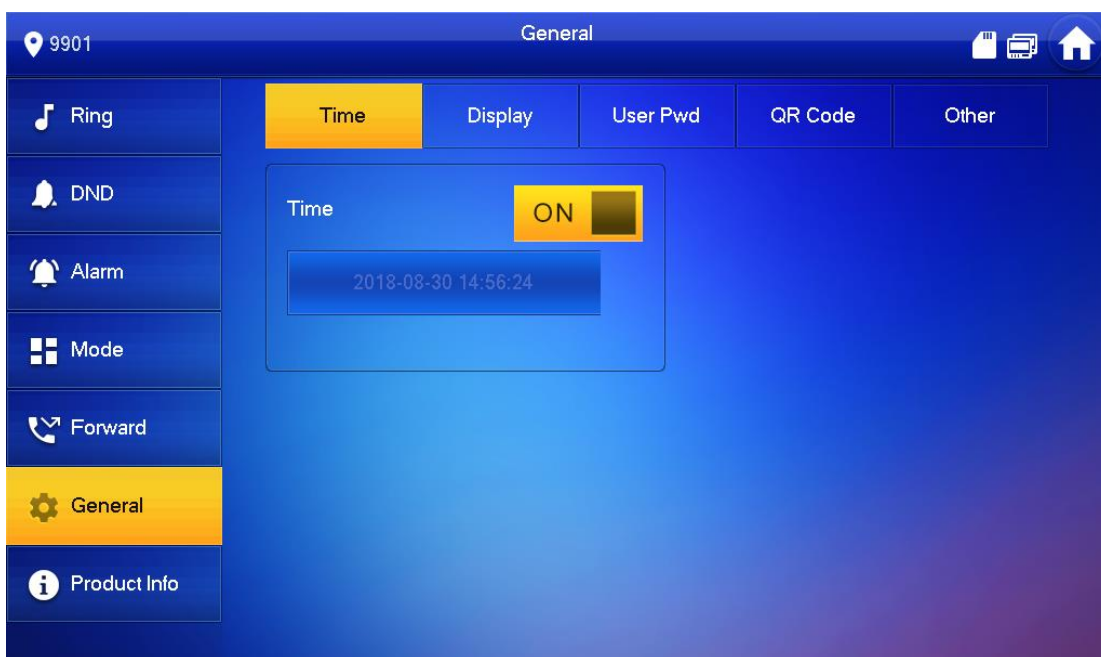 9901
General
Ring
Time
Display
User Pwd
QR Code
Other
DND
Time
ON
Alarm
2018-08-30 14:56:24
Mode
Forward
General
Product Info